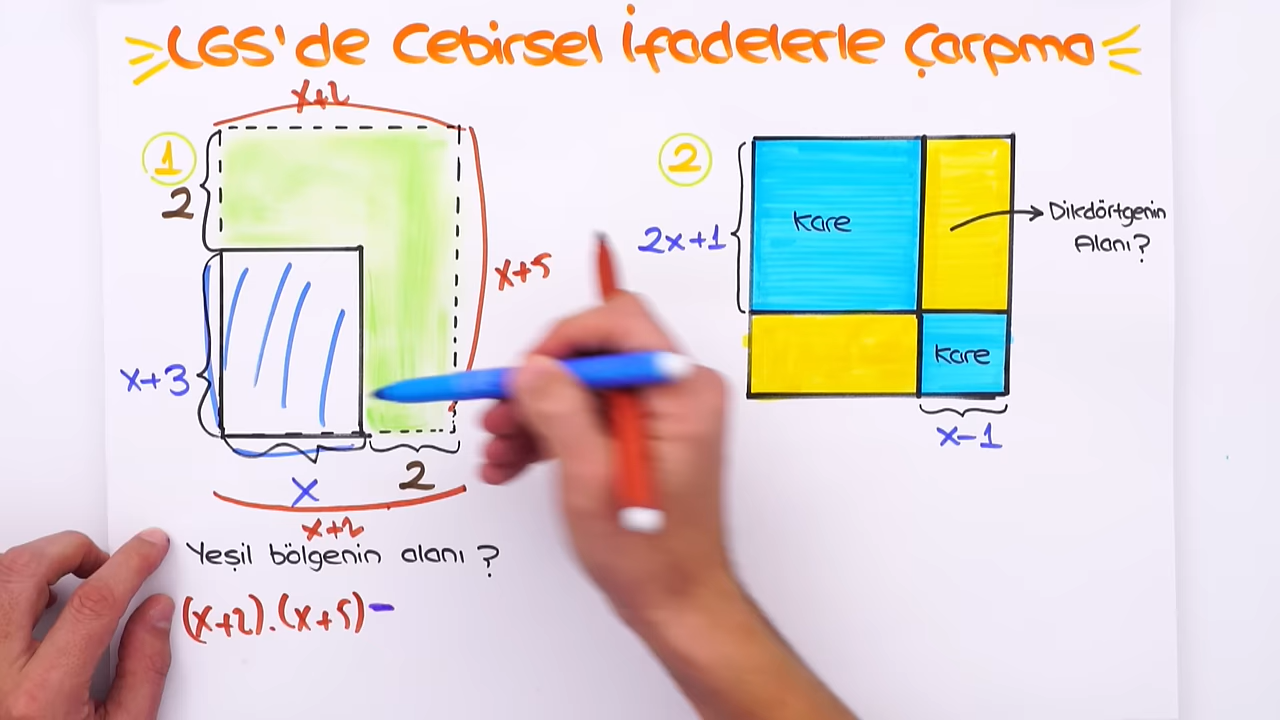 LGS'de Cebirsel İfadelerle Çarpma
x+2
1
2
x+5
x+3
x
2
x+2
Yeşil bölgenin alanı?
(x+2).(x+5)-
2
2x+1
Kare
Dikdörtgenin
Alanı?
Kare
x-1